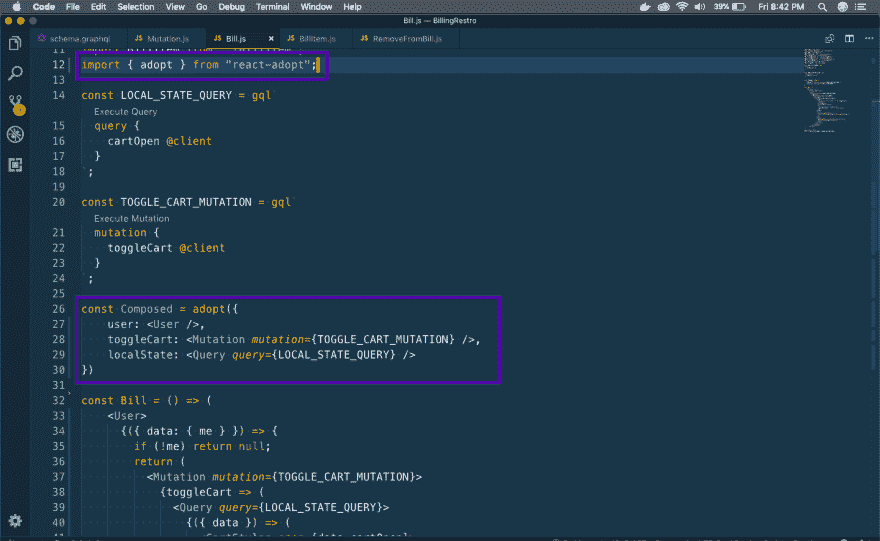 Code File Edit Selection View Go Debug Terminal Window Help 39% Fri 8:42 PM
Bill.js — BillingRestro
schema.graphql JS Mutation.js JS Bill.js × JS BillItem.js JS RemoveFromBill.js
11 import
12 import { adopt } from "react-adopt";
13
14 const LOCAL_STATE_QUERY = gql`
Execute Query
15 query {
16 cartOpen @client
17 }
18 `;
19
20 const TOGGLE_CART_MUTATION = gql`
Execute Mutation
21 mutation {
22 toggleCart @client
23 }
24 `;
25
26 const Composed = adopt({
27 user: <User />,
28 toggleCart: <Mutation mutation={TOGGLE_CART_MUTATION} />,
29 localState: <Query query={LOCAL_STATE_QUERY} />
30 })
31
32 const Bill = () => (
33 <User>
34 {({ data: { me } }) => {
35 if (!me) return null;
36 return (
37 <Mutation mutation={TOGGLE_CART_MUTATION}>
38 {toggleCart => (
39 <Query query={LOCAL_STATE_QUERY}>
40 {({ data }) => (
41